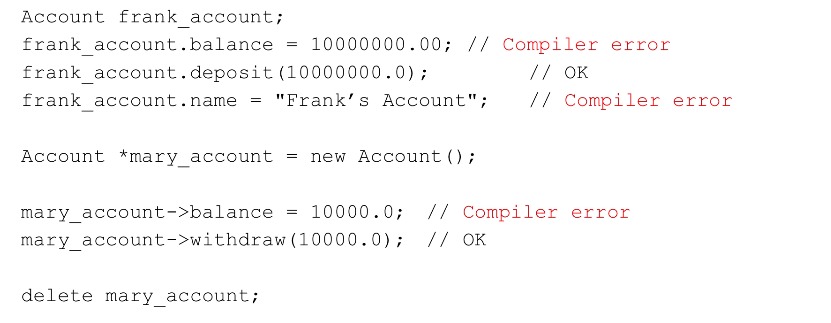 Account frank_account;
frank_account.balance = 10000000.00; // Compiler error
frank_account.deposit(10000000.0); // OK
frank_account.name = "Frank’s Account"; // Compiler error
Account *mary_account = new Account();
mary_account->balance = 10000.0; // Compiler error
mary_account->withdraw(10000.0); // OK
delete mary_account;